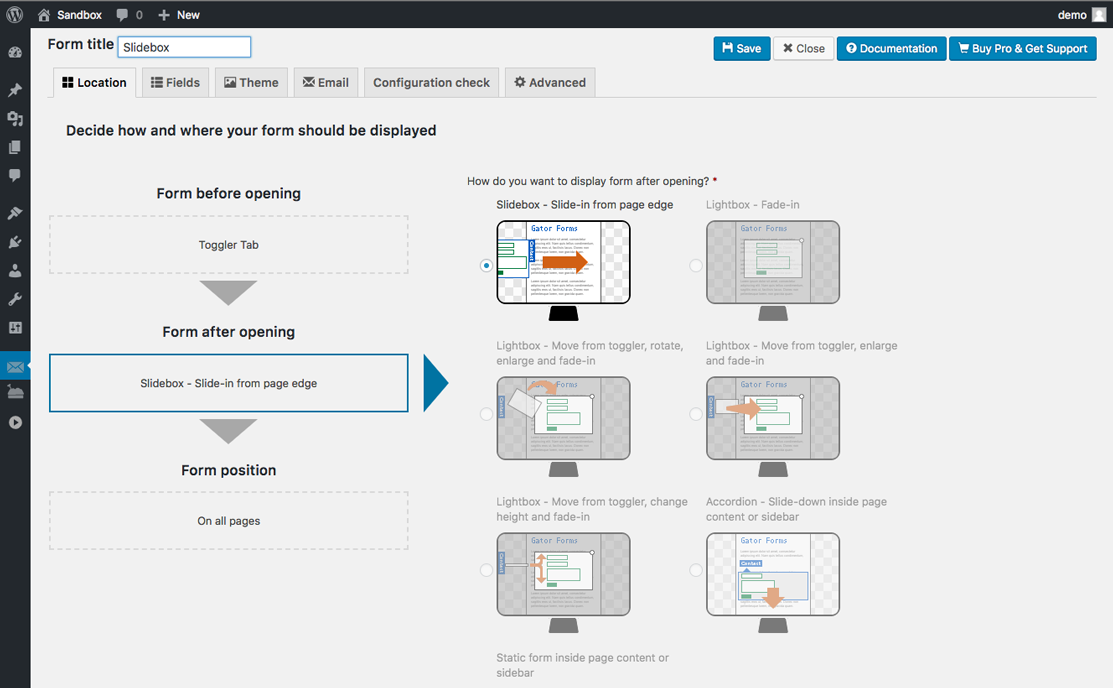 Sandbox 0 New demo
Form title Slidebox Save Close Documentation Buy Pro & Get Support
Location Fields Theme Email Configuration check Advanced
Decide how and where your form should be displayed
Form before opening
Toggler Tab
Form after opening
Slidebox - Slide-in from page edge
Form position
On all pages
How do you want to display form after opening? *
Slidebox - Slide-in from page edge
Gator Forms
Lightbox - Fade-in
Gator Forms
Lightbox - Move from toggler, rotate,
enlarge and fade-in
Gator Forms
Contact
Lightbox - Move from toggler, enlarge
and fade-in
Gator Forms
Contact
Lightbox - Move from toggler, change
height and fade-in
Gator Forms
Contact
Accordion - Slide-down inside page
content or sidebar
Gator Forms
Contact
Static form inside page content or
sidebar